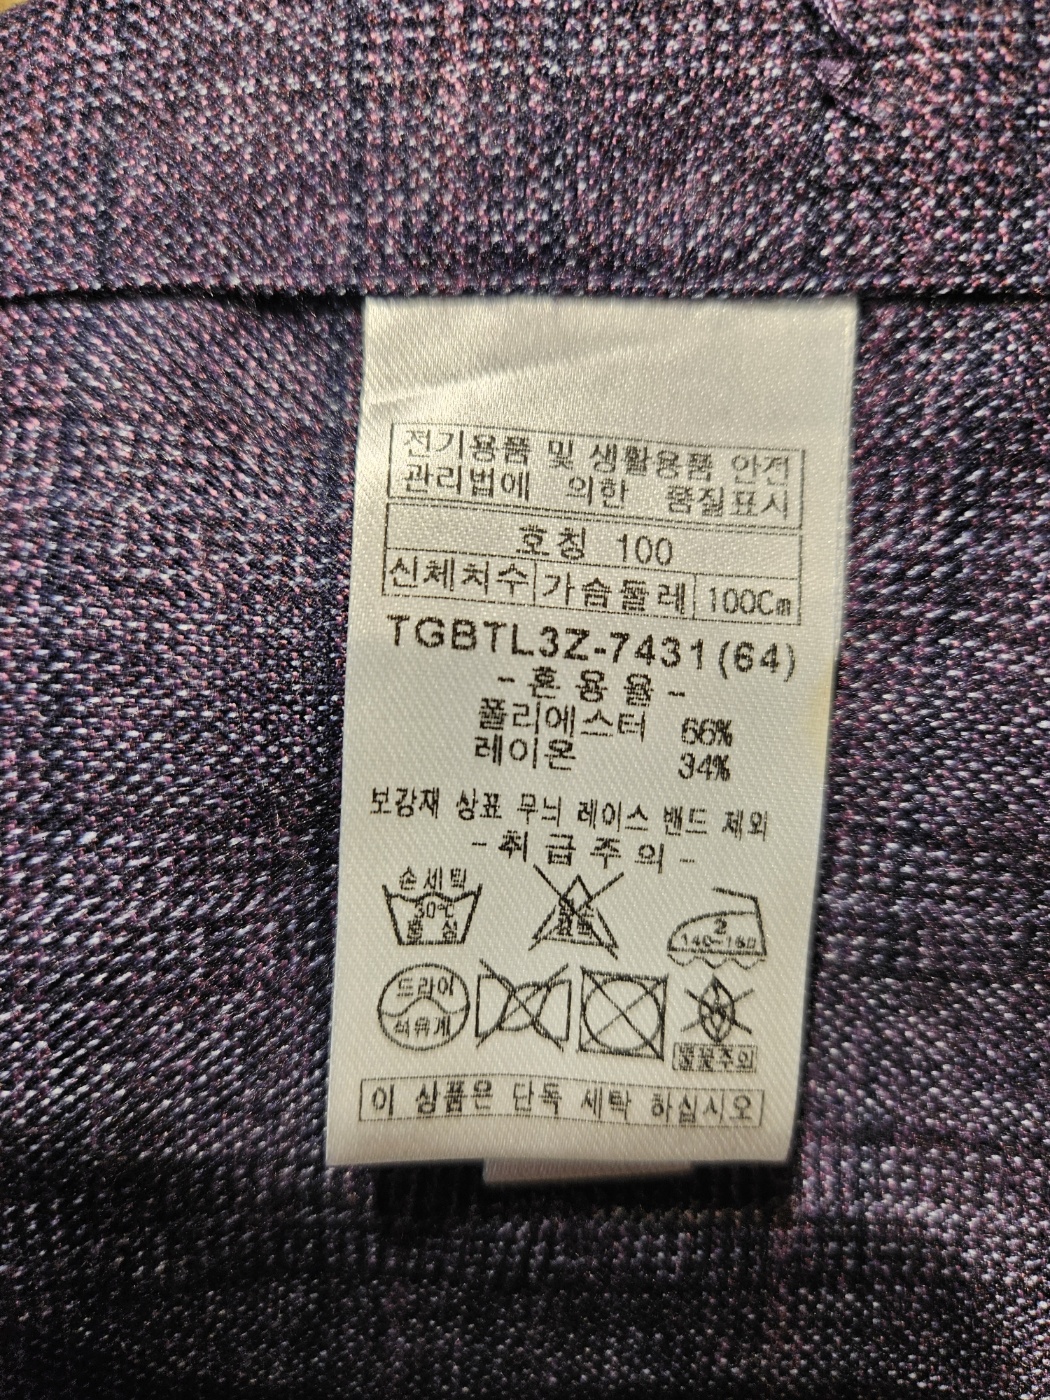 전기용품 및 생활용품 안전
관리법에 의한 품질표시
호칭 100
신체치수 가슴둘레 100Cm
TGBTL3Z-7431(64)
- 혼용율 -
폴리에스터 66%
레이온 34%
보강재 상표 무늬 레이스 밴드 제외
- 취급주의 -
손세탁
30℃
중성
2
140~160
드라이
석유계
불꽃주의
이 상품은 단독 세탁 하십시오